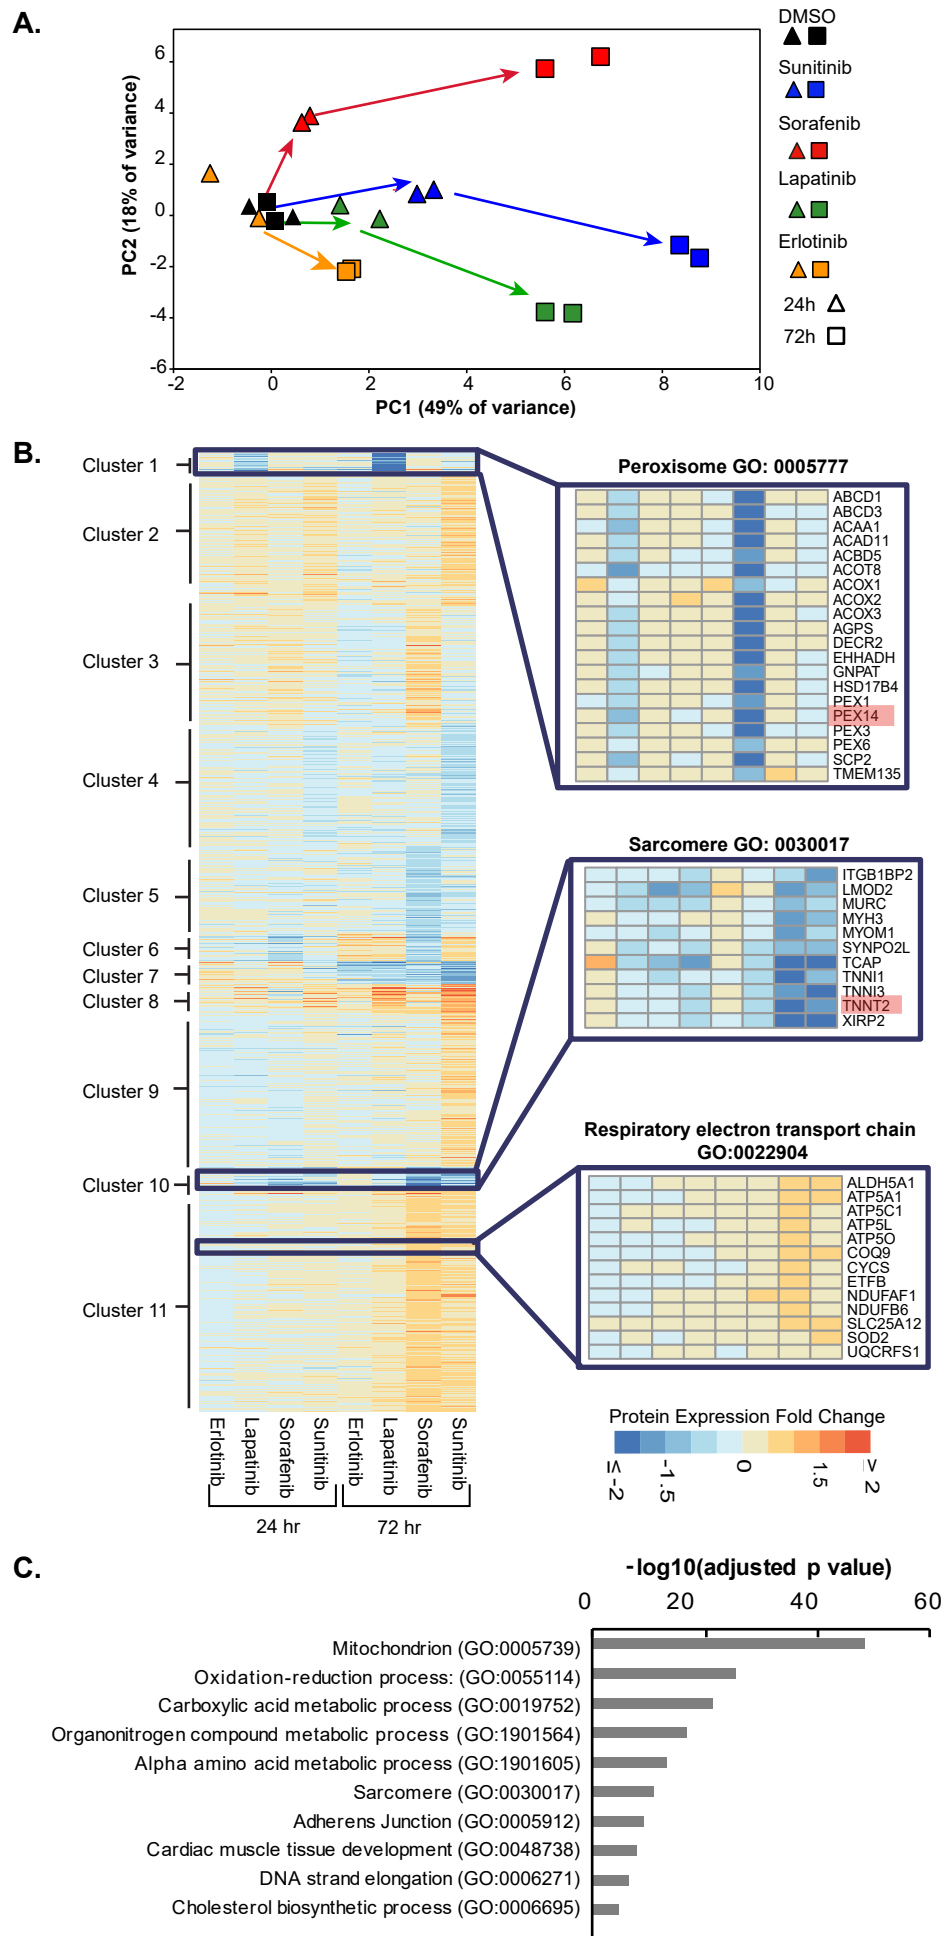 A.
6
4
2
0
-2
-4
-6
PC2 (18% of variance)
-2 0 2 4 6 8 10
PC1 (49% of variance)
DMSO
Sunitinib
Sorafenib
Lapatinib
Erlotinib
24h
72h
B.
Cluster 1
Cluster 2
Cluster 3
Cluster 4
Cluster 5
Cluster 6
Cluster 7
Cluster 8
Cluster 9
Cluster 10
Cluster 11
Erlotinib
Lapatinib
Sorafenib
Sunitinib
Erlotinib
Lapatinib
Sorafenib
Sunitinib
24 hr
72 hr
Peroxisome GO: 0005777
ABCD1
ABCD3
ACAA1
ACAD11
ACBD5
ACOT8
ACOX1
ACOX2
ACOX3
AGPS
DECR2
EHHADH
GNPAT
HSD17B4
PEX1
PEX14
PEX3
PEX6
SCP2
TMEM135
Sarcomere GO: 0030017
ITGB1BP2
LMOD2
MURC
MYH3
MYOM1
SYNPO2L
TCAP
TNNI1
TNNI3
TNNT2
XIRP2
Respiratory electron transport chain
GO:0022904
ALDH5A1
ATP5A1
ATP5C1
ATP5L
ATP5O
COQ9
CYCS
ETFB
NDUFAF1
NDUFB6
SLC25A12
SOD2
UQCRFS1
Protein Expression Fold Change
≤ -2
-1.5
0
1.5
≥ 2
C.
-log10(adjusted p value)
0 20 40 60
Mitochondrion (GO:0005739)
Oxidation-reduction process: (GO:0055114)
Carboxylic acid metabolic process (GO:0019752)
Organonitrogen compound metabolic process (GO:1901564)
Alpha amino acid metabolic process (GO:1901605)
Sarcomere (GO:0030017)
Adherens Junction (GO:0005912)
Cardiac muscle tissue development (GO:0048738)
DNA strand elongation (GO:0006271)
Cholesterol biosynthetic process (GO:0006695)